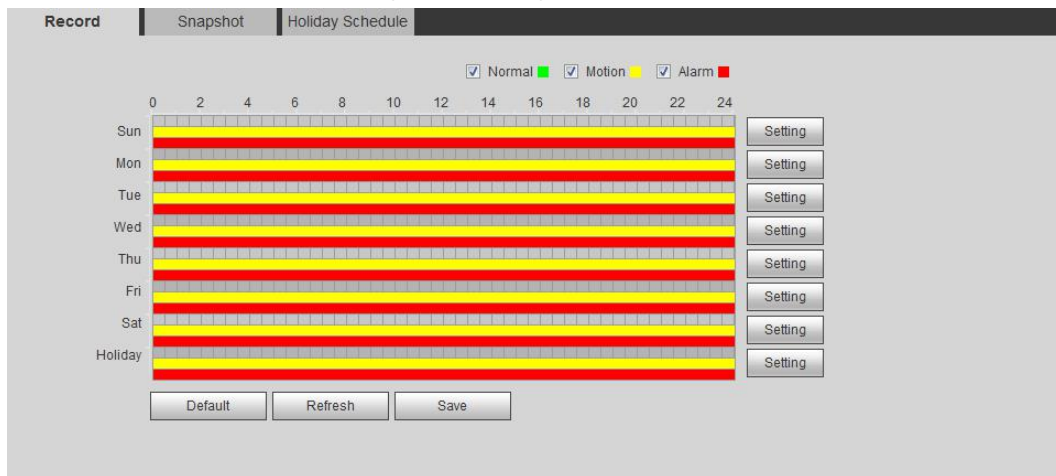 Record Snapshot Holiday Schedule
Normal Motion Alarm
0 2 4 6 8 10 12 14 16 18 20 22 24
Sun Setting
Mon Setting
Tue Setting
Wed Setting
Thu Setting
Fri Setting
Sat Setting
Holiday Setting
Default Refresh Save